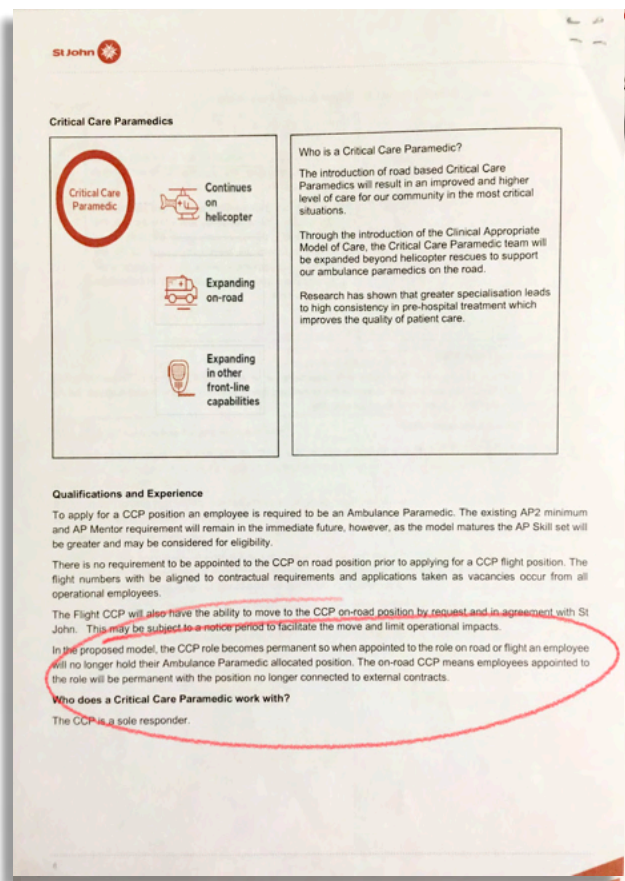 St John
Critical Care Paramedics
Critical Care
Paramedic
Continues
on
helicopter
Expanding
on-road
Expanding
in other
front-line
capabilities
Who is a Critical Care Paramedic?
The introduction of road based Critical Care
Paramedics will result in an improved and higher
level of care for our community in the most critical
situations.
Through the introduction of the Clinical Appropriate
Model of Care, the Critical Care Paramedic team will
be expanded beyond helicopter rescues to support
our ambulance paramedics on the road.
Research has shown that greater specialisation leads
to high consistency in pre-hospital treatment which
improves the quality of patient care.
Qualifications and Experience
To apply for a CCP position an employee is required to be an Ambulance Paramedic. The existing AP2 minimum
and AP Mentor requirement will remain in the immediate future, however, as the model matures the AP Skill set will
be greater and may be considered for eligibility.
There is no requirement to be appointed to the CCP on road position prior to applying for a CCP flight position. The
flight numbers with be aligned to contractual requirements and applications taken as vacancies occur from all
operational employees.
The Flight CCP will also have the ability to move to the CCP on-road position by request and in agreement with St
John. This may be subject to a notice period to facilitate the move and limit operational impacts.
In the proposed model, the CCP role becomes permanent so when appointed to the role on road or flight an employee
will no longer hold their Ambulance Paramedic allocated position. The on-road CCP means employees appointed to
the role will be permanent with the position no longer connected to external contracts.
Who does a Critical Care Paramedic work with?
The CCP is a sole responder.
6